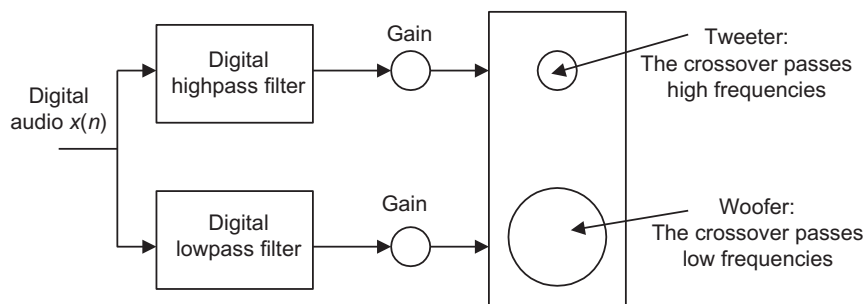 Digital
audio x(n)
Digital
highpass filter
Gain
Tweeter:
The crossover passes
high frequencies
Digital
lowpass filter
Gain
Woofer:
The crossover passes
low frequencies